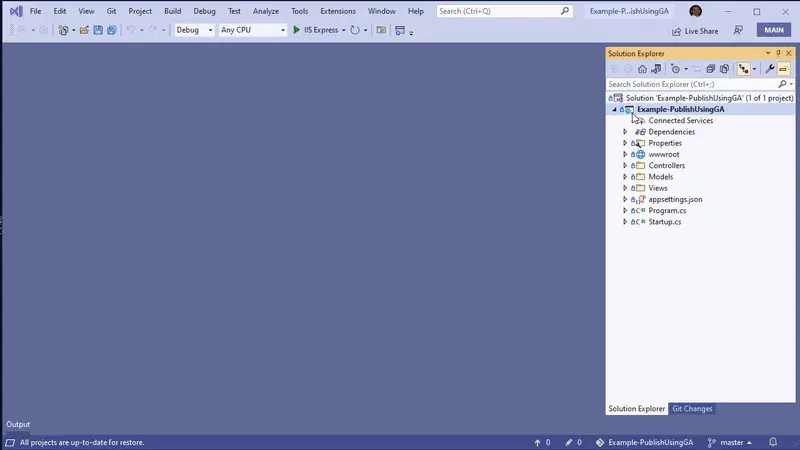 File Edit View Git Project Build Debug Test Analyze Tools Extensions Window Help Search (Ctrl+Q) Example-P...ishUsingGA
Debug Any CPU IIS Express Live Share MAIN
Solution Explorer
Search Solution Explorer (Ctrl+;)
Solution 'Example-PublishUsingGA' (1 of 1 project)
Example-PublishUsingGA
Connected Services
Dependencies
Properties
wwwroot
Controllers
Models
Views
appsettings.json
Program.cs
Startup.cs
Solution Explorer Git Changes
Output
All projects are up-to-date for restore. 0 0 Example-PublishUsingGA master